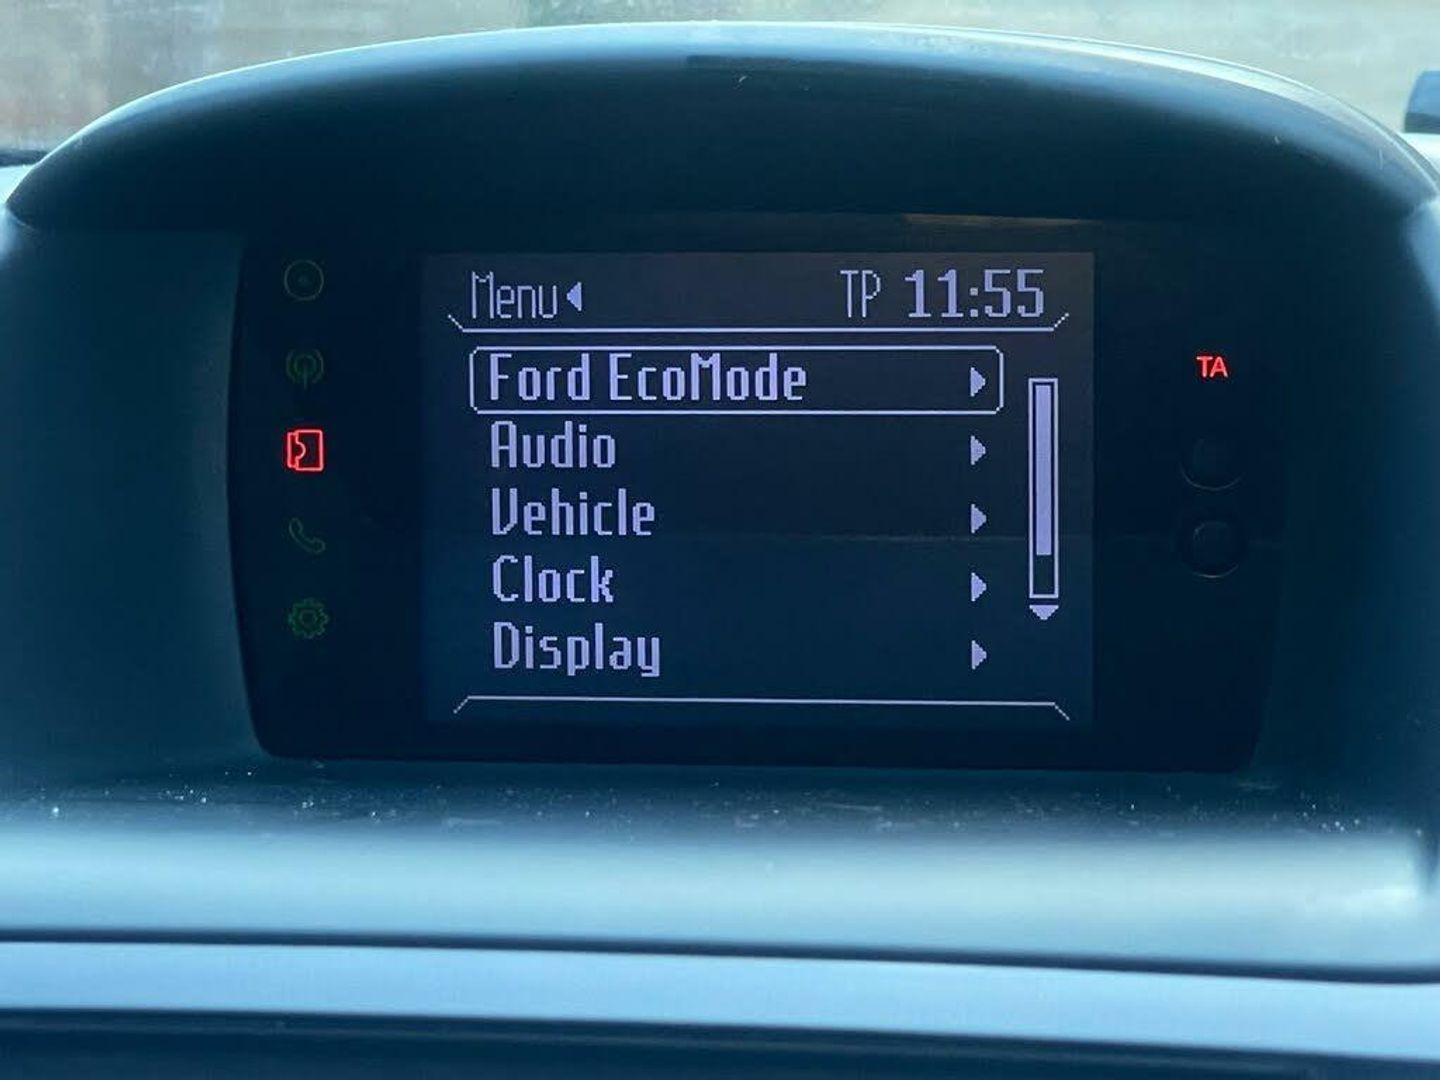 Menu TP 11:55
TA
Ford EcoMode
Audio
Vehicle
Clock
Display